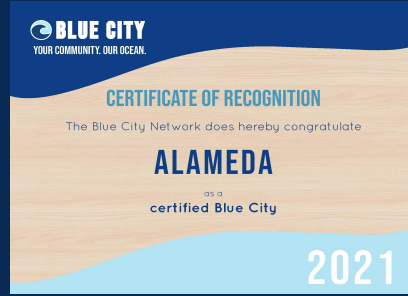 BLUE CITY
YOUR COMMUNITY. OUR OCEAN.
CERTIFICATE OF RECOGNITION
The Blue City Network does hereby congratulate
ALAMEDA
as a
certified Blue City
2021